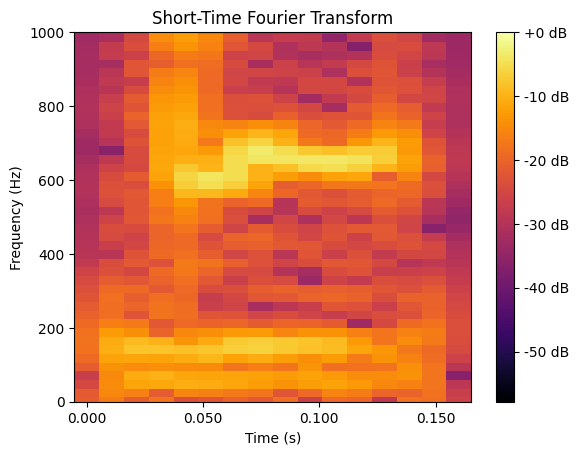 Short-Time Fourier Transform
1000
800
600
400
200
0
Frequency (Hz)
0.000
0.050
0.100
0.150
Time (s)
+0 dB
-10 dB
-20 dB
-30 dB
-40 dB
-50 dB